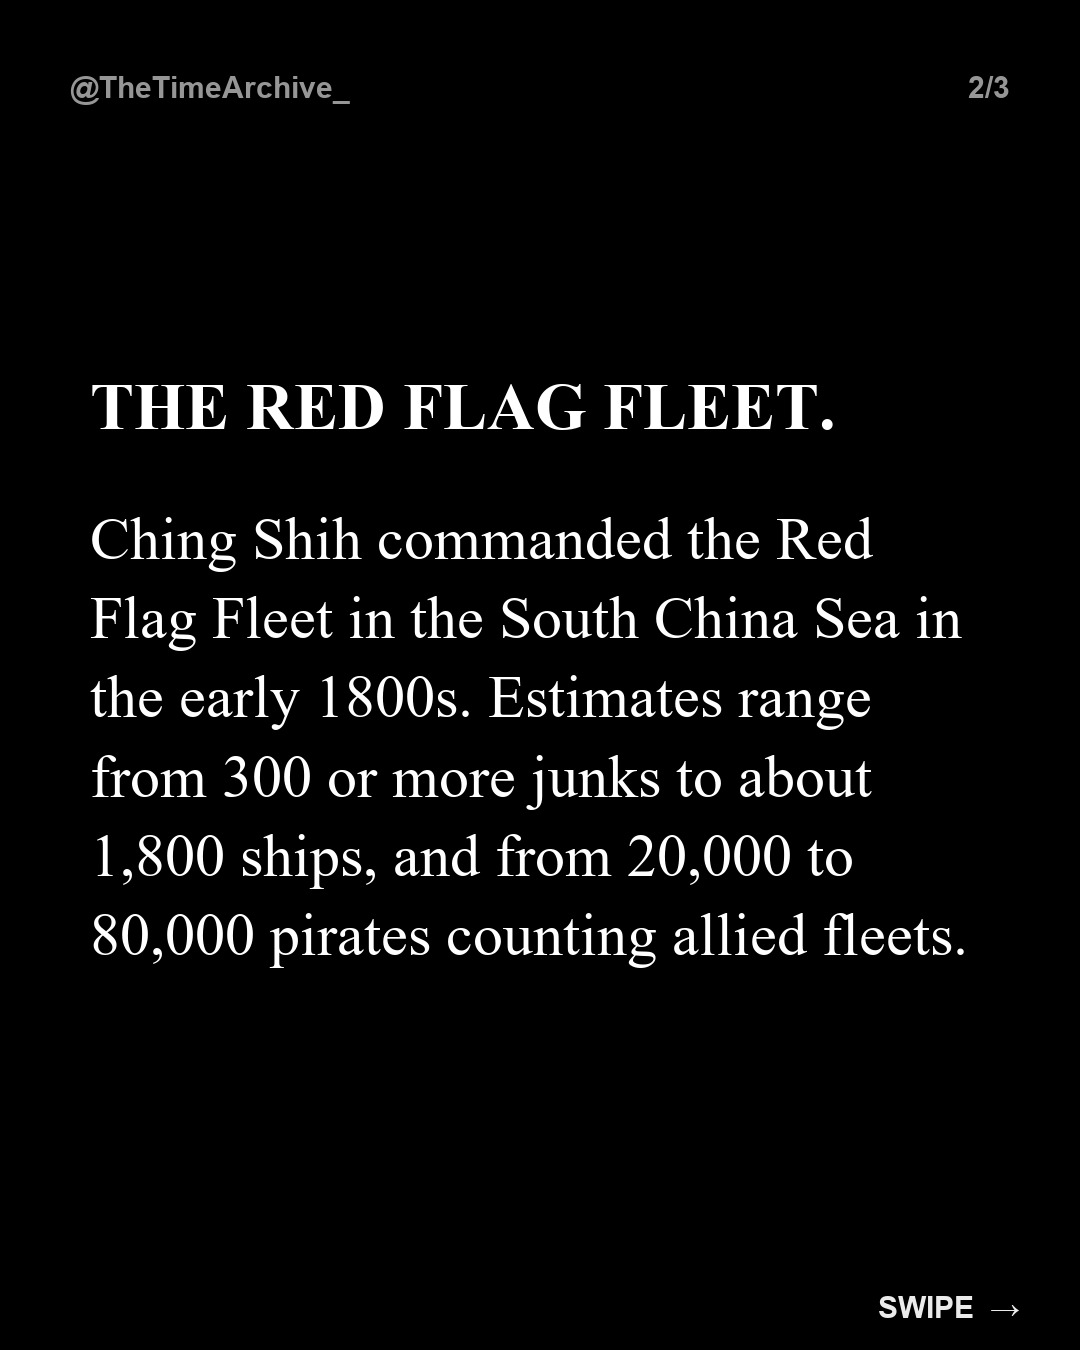 @TheTimeArchive_
2/3
THE RED FLAG FLEET.
Ching Shih commanded the Red
Flag Fleet in the South China Sea in
the early 1800s. Estimates range
from 300 or more junks to about
1,800 ships, and from 20,000 to
80,000 pirates counting allied fleets.
SWIPE →